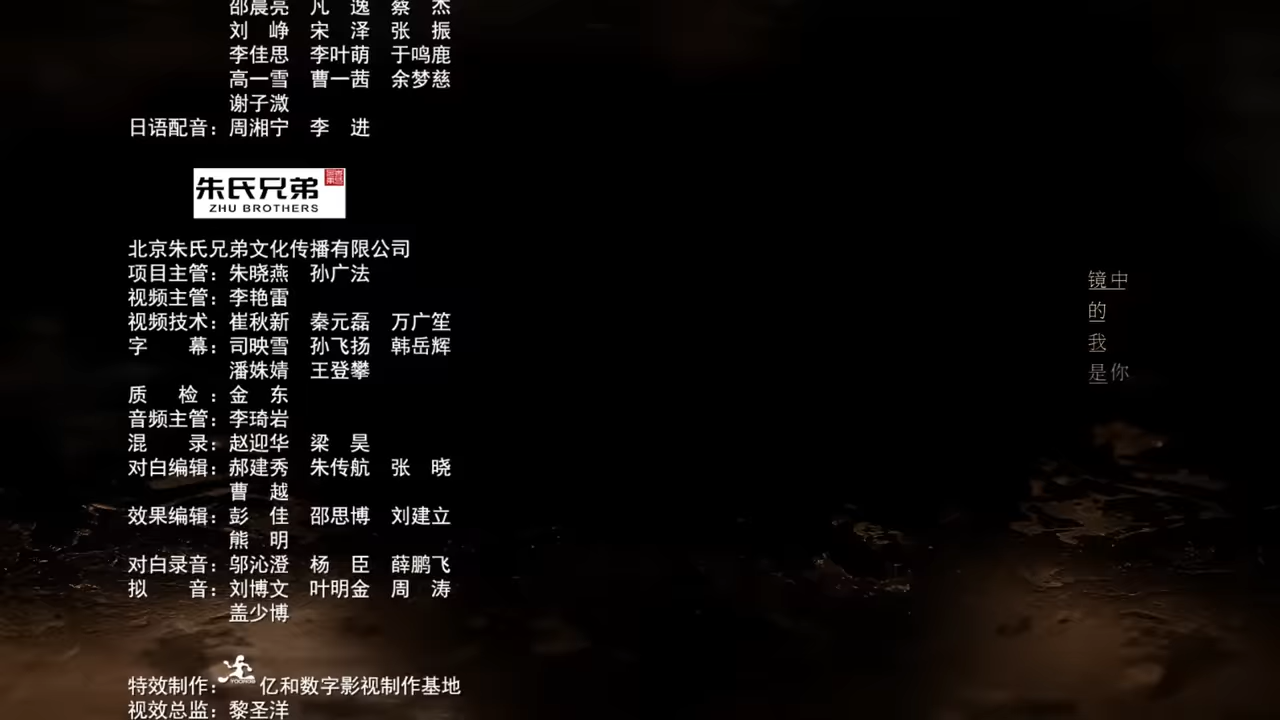 邵晨亮 凡 逸 蔡 杰
刘 峥 宋 泽 张 振
李佳思 李叶萌 于鸣鹿
高一雪 曹一茜 余梦慈
谢子溦
日语配音：周湘宁 李 进
朱氏兄弟
ZHU BROTHERS
北京朱氏兄弟文化传播有限公司
项目主管：朱晓燕 孙广法
视频主管：李艳雷
视频技术：崔秋新 秦元磊 万广笙
字 幕：司映雪 孙飞扬 韩岳辉
潘姝婧 王登攀
质 检：金 东
音频主管：李琦岩
混 录：赵迎华 梁 昊
对白编辑：郝建秀 朱传航 张 晓
曹 越
效果编辑：彭 佳 邵思博 刘建立
熊 明
对白录音：邬沁澄 杨 臣 薛鹏飞
拟 音：刘博文 叶明金 周 涛
盖少博
特效制作：亿和数字影视制作基地
视效总监：黎圣洋
镜中
的
我
是你